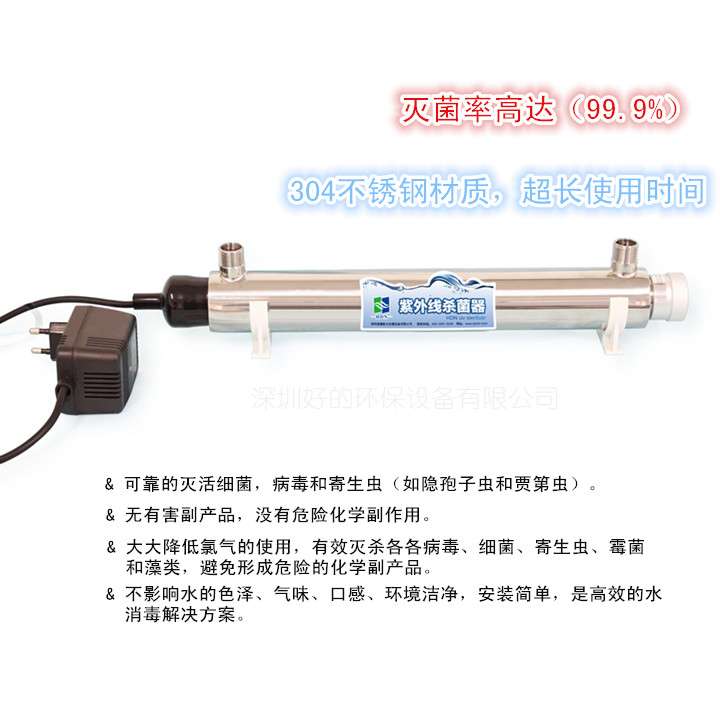 灭菌率高达（99.9%）
304不锈钢材质，超长使用时间
紫外线杀菌器
HDN Uv sterilizer
深圳好的环保设备有限公司
& 可靠的灭活细菌，病毒和寄生虫（如隐孢子虫和贾第虫）。
& 无有害副产品，没有危险化学副作用。
& 大大降低氯气的使用，有效灭杀各各病毒、细菌、寄生虫、霉菌
和藻类，避免形成危险的化学副产品。
& 不影响水的色泽、气味、口感、环境洁净，安装简单，是高效的水
消毒解决方案。